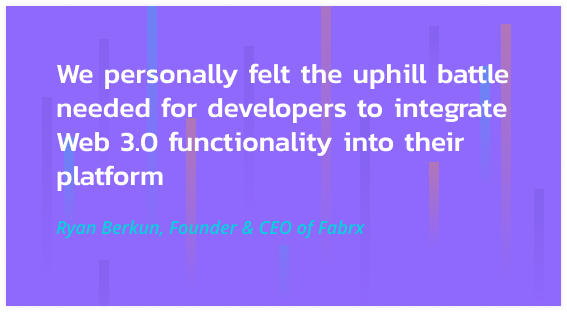 We personally felt the uphill battle
needed for developers to integrate
Web 3.0 functionality into their
platform
Ryan Berkun, Founder & CEO of Fabrx